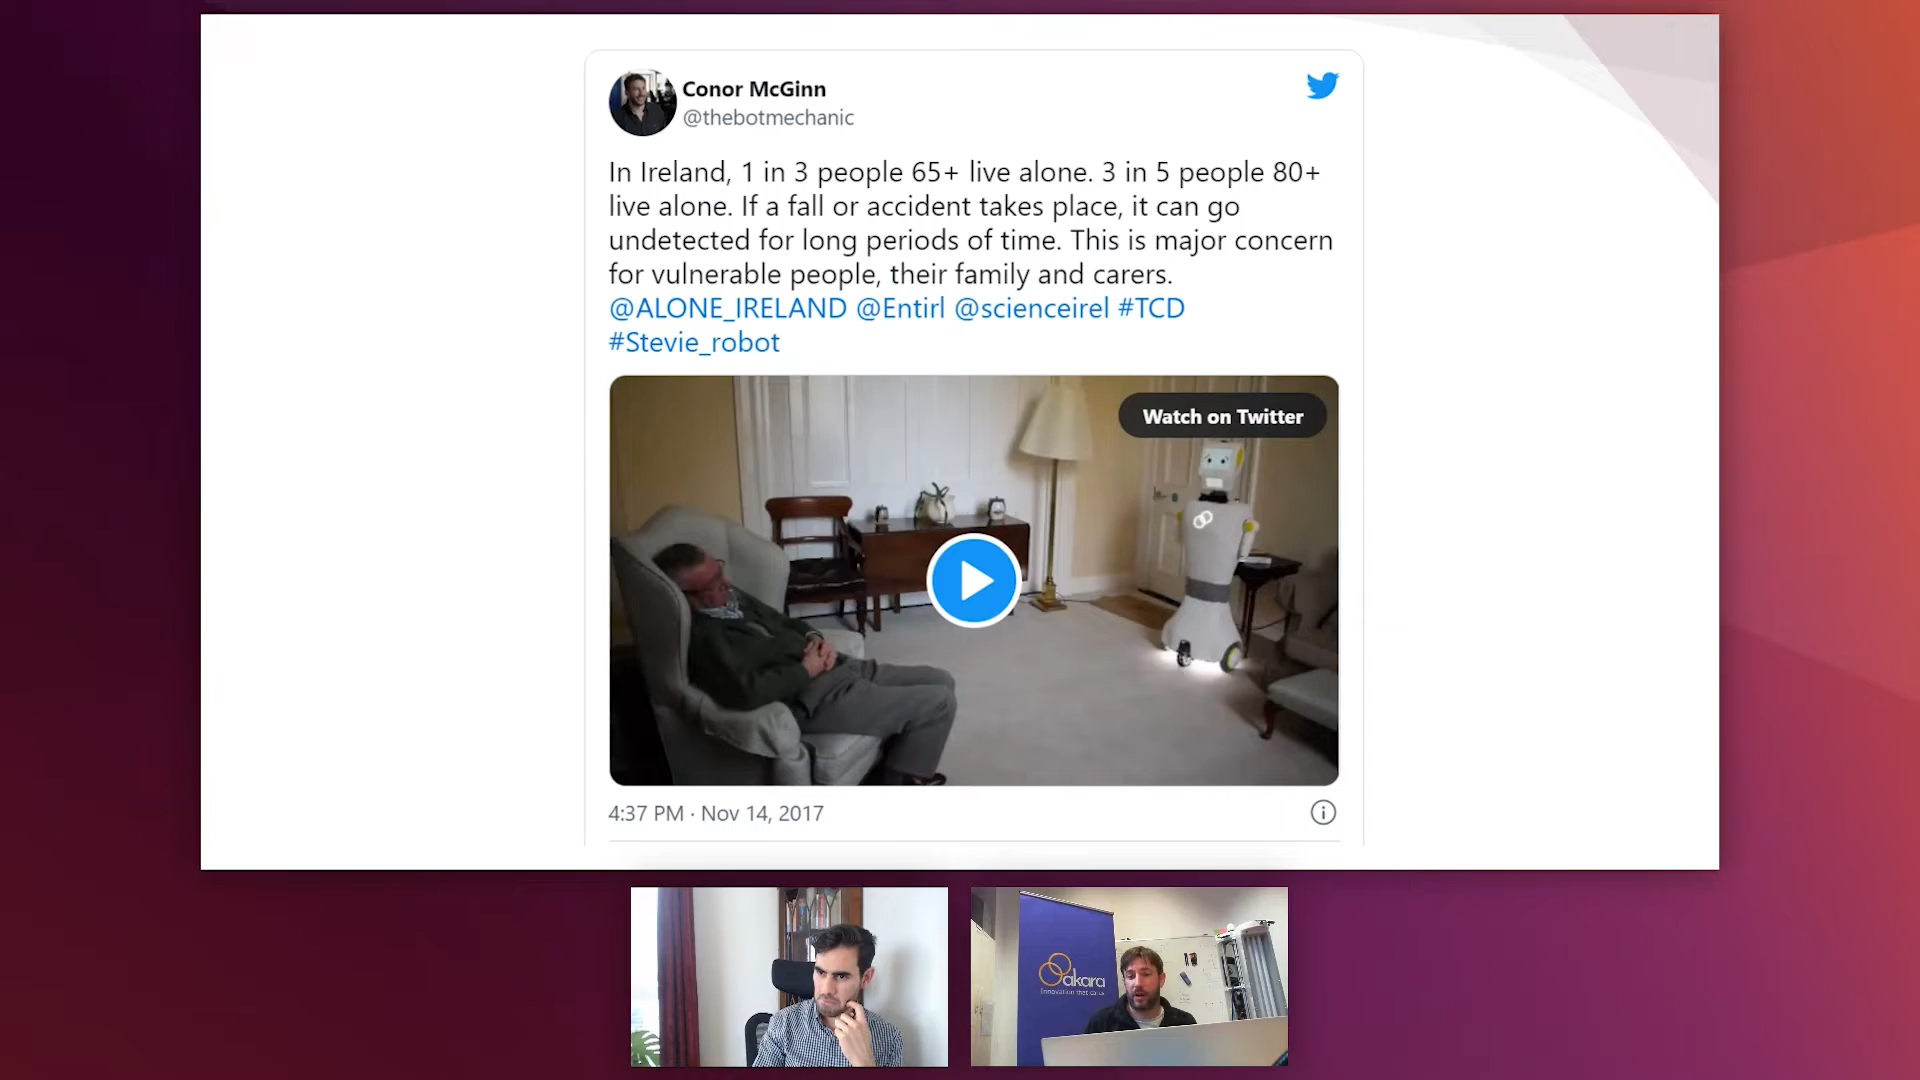 Conor McGinn
@thebotmechanic
In Ireland, 1 in 3 people 65+ live alone. 3 in 5 people 80+
live alone. If a fall or accident takes place, it can go
undetected for long periods of time. This is major concern
for vulnerable people, their family and carers.
@ALONE_IRELAND @Entirl @scienceirel #TCD
#Stevie_robot
Watch on Twitter
4:37 PM · Nov 14, 2017
akara
Innovation that cares